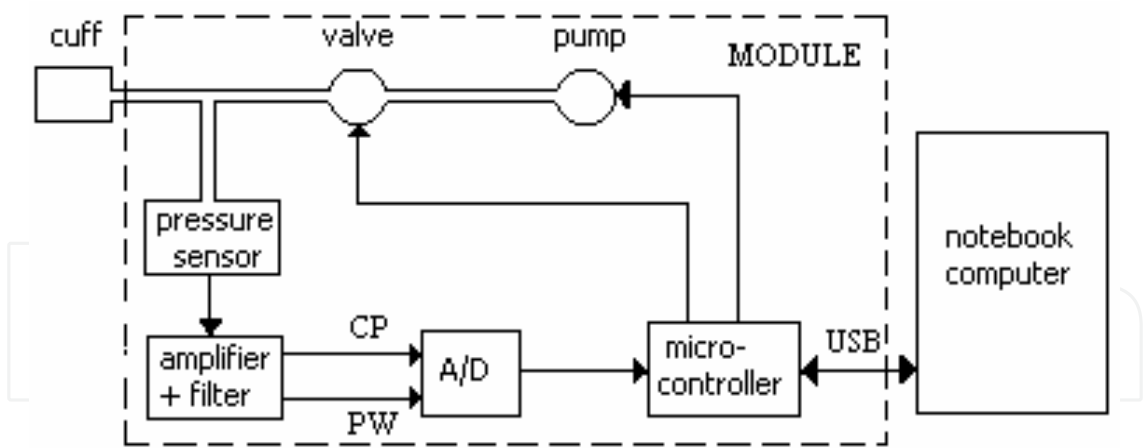 cuff
valve
pump
MODULE
pressure
sensor
notebook
computer
CP
amplifier
+ filter
A/D
micro-
controller
USB
PW